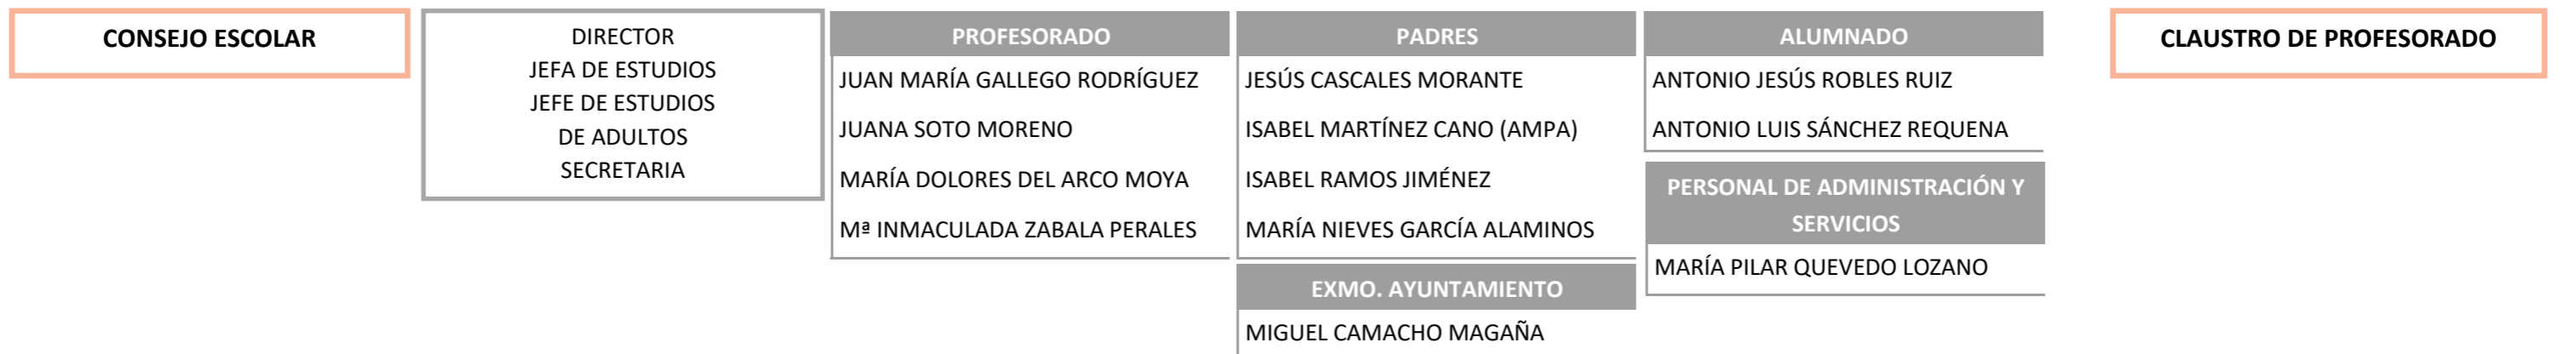 CONSEJO ESCOLAR
DIRECTOR
JEFA DE ESTUDIOS
JEFE DE ESTUDIOS
DE ADULTOS
SECRETARIA
PROFESORADO
JUAN MARÍA GALLEGO RODRÍGUEZ
JUANA SOTO MORENO
MARÍA DOLORES DEL ARCO MOYA
Mª INMACULADA ZABALA PERALES
PADRES
JESÚS CASCALES MORANTE
ISABEL MARTÍNEZ CANO (AMPA)
ISABEL RAMOS JIMÉNEZ
MARÍA NIEVES GARCÍA ALAMINOS
EXMO. AYUNTAMIENTO
MIGUEL CAMACHO MAGAÑA
ALUMNADO
ANTONIO JESÚS ROBLES RUIZ
ANTONIO LUIS SÁNCHEZ REQUENA
PERSONAL DE ADMINISTRACIÓN Y
SERVICIOS
MARÍA PILAR QUEVEDO LOZANO
CLAUSTRO DE PROFESORADO